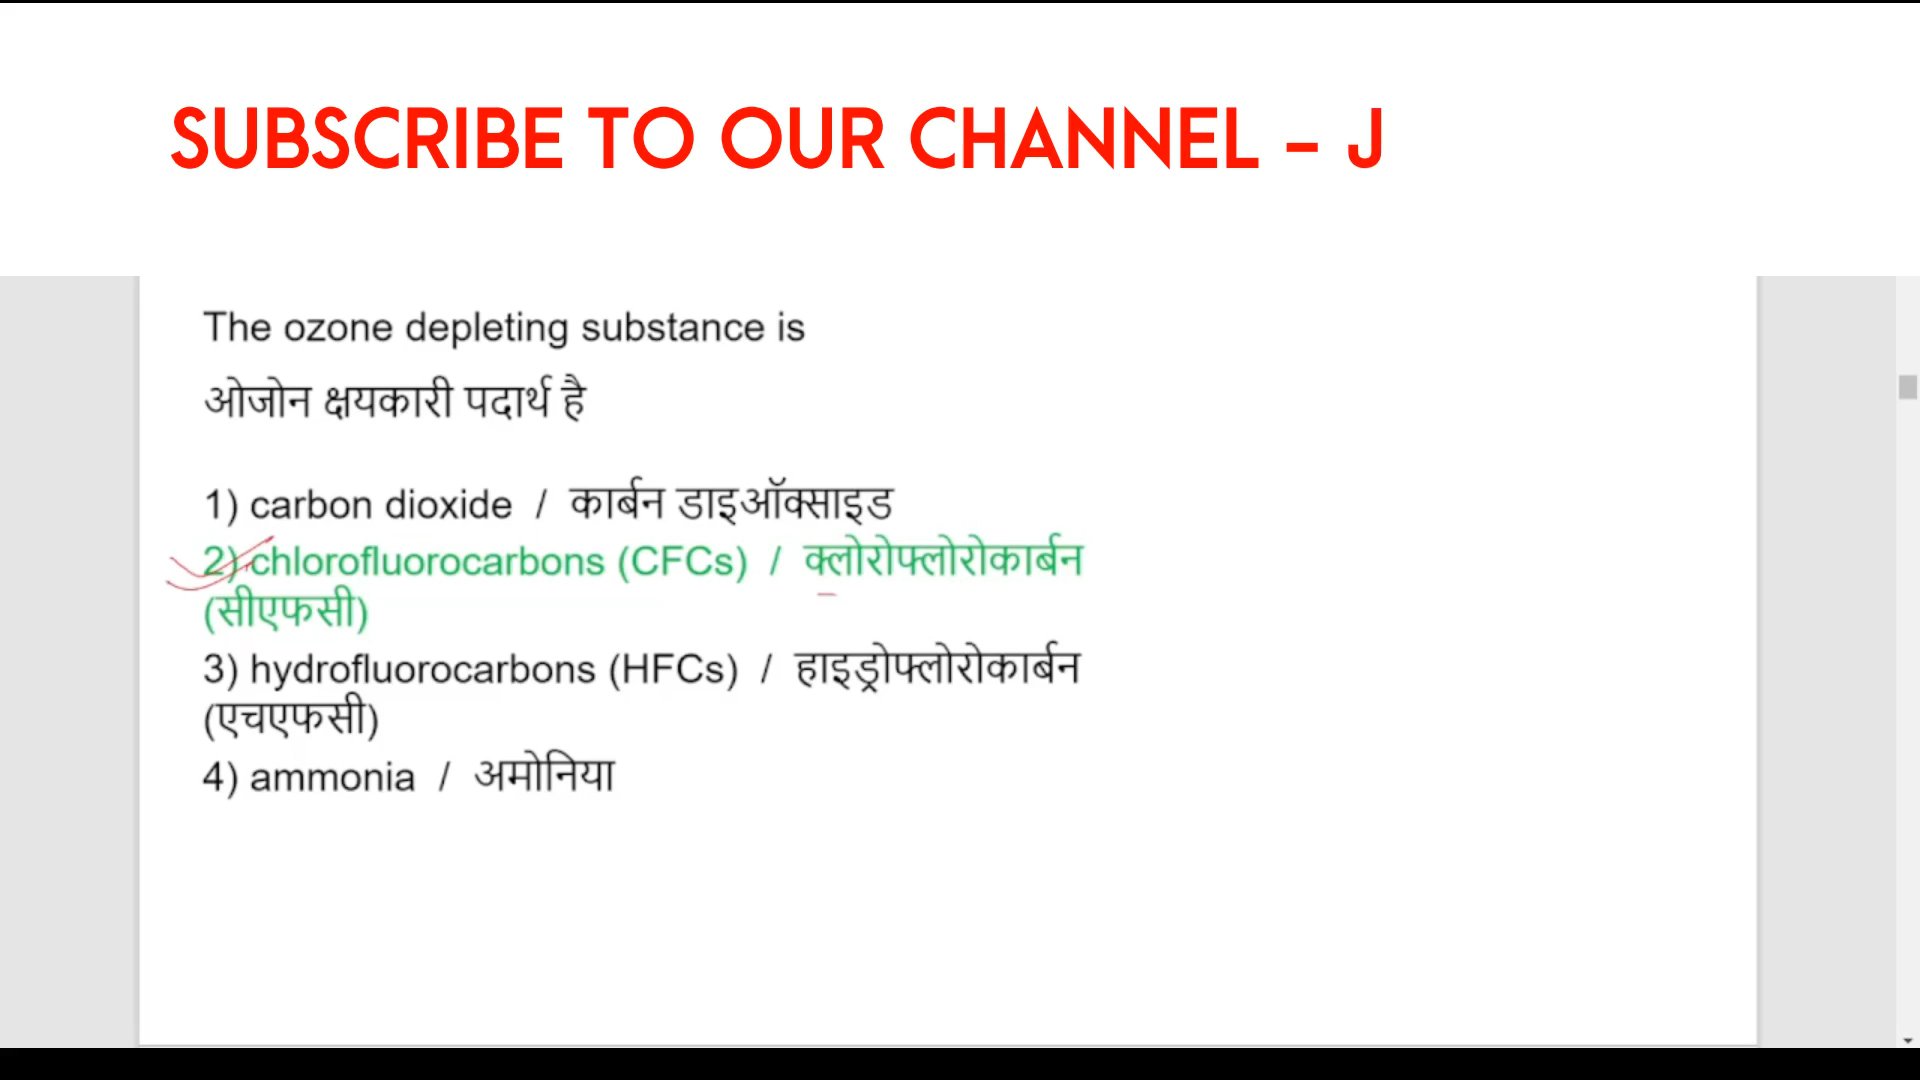 SUBSCRIBE TO OUR CHANNEL - J
The ozone depleting substance is
ओजोन क्षयकारी पदार्थ है
1) carbon dioxide / कार्बन डाइऑक्साइड
2) chlorofluorocarbons (CFCs) / क्लोरोफ्लोरोकार्बन
(सीएफसी)
3) hydrofluorocarbons (HFCs) / हाइड्रोफ्लोरोकार्बन
(एचएफसी)
4) ammonia / अमोनिया